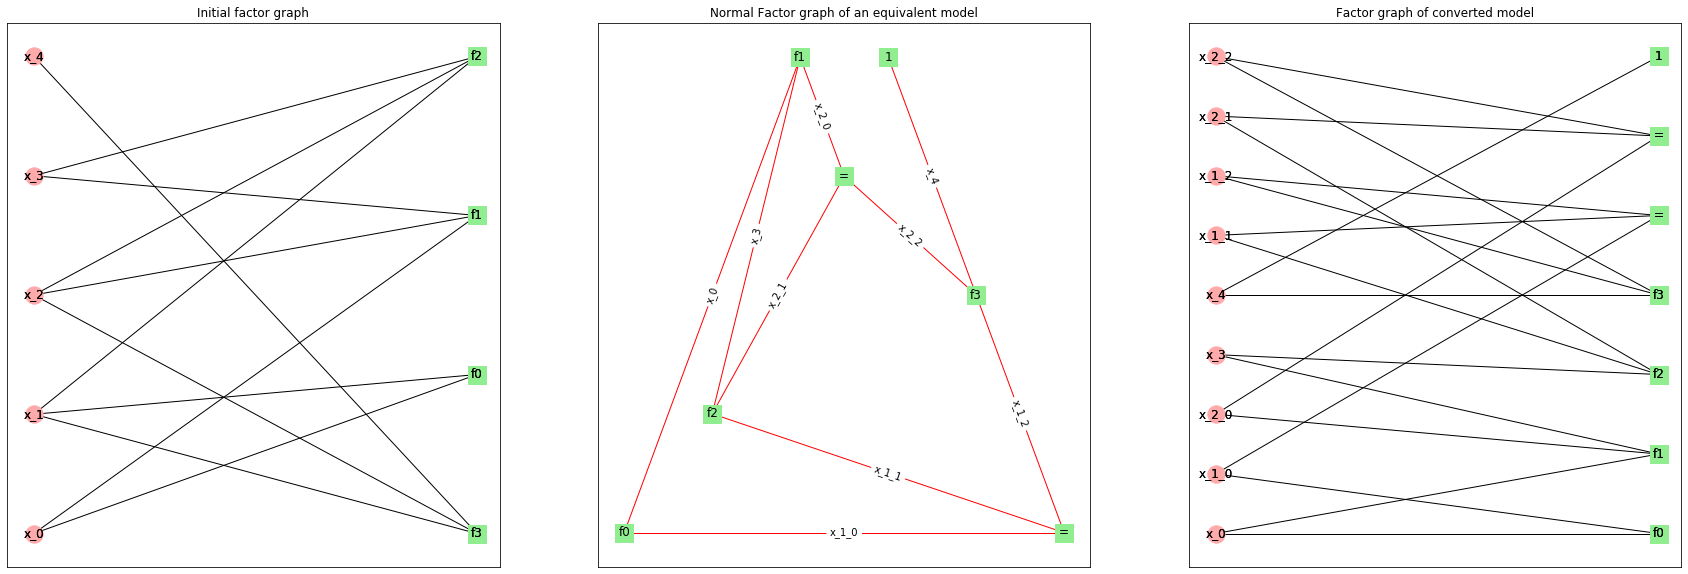 Initial factor graph
x_4
f2
x_3
f1
x_2
f0
x_1
x_0
f3
Normal Factor graph of an equivalent model
f1
1
x_2_0
=
x_4
x_3
x_2_2
x_0
x_2_1
f3
f2
x_1_2
x_1_1
f0
x_1_0
=
Factor graph of converted model
x_2_2
1
x_2_1
=
x_1_2
=
x_1_1
x_4
f3
x_3
f2
x_2_0
f1
x_1_0
x_0
f0